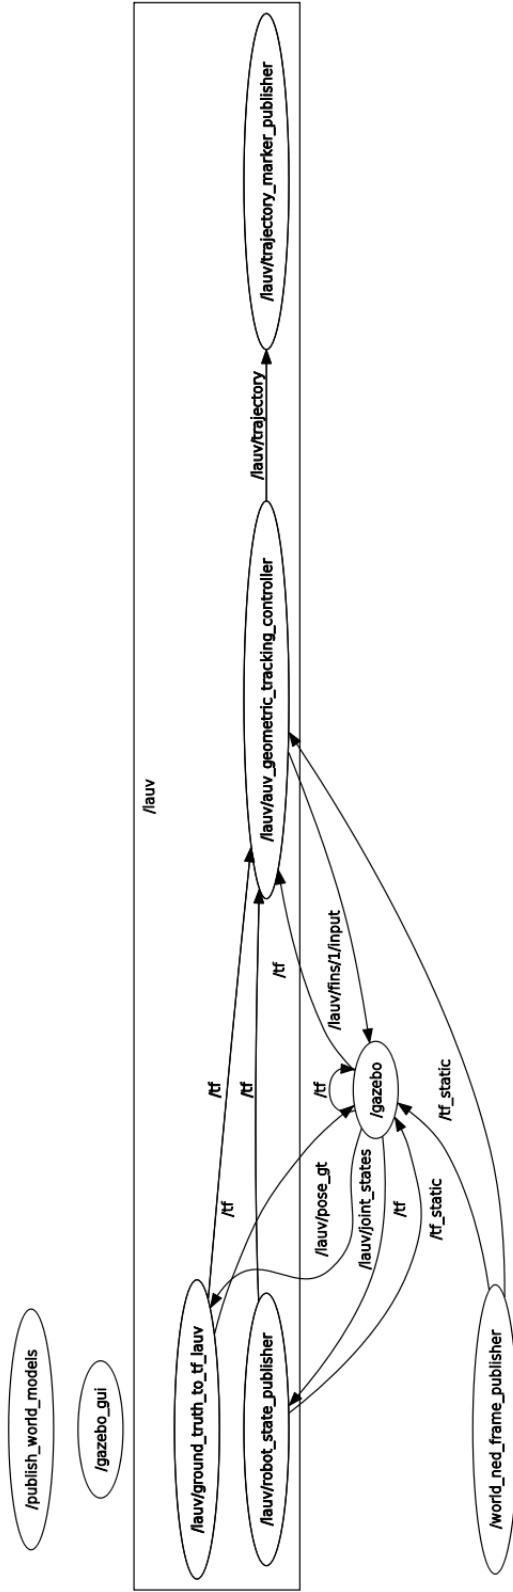 /publish_world_models
/gazebo_gui
/lauv
/lauv/ground_truth_to_tf_lauv
/lauv/robot_state_publisher
/world_ned_frame_publisher
/tf
/tf
/tf
/lauv/pose_gt
/lauv/joint_states
/tf
/tf_static
/tf_static
/tf
/gazebo
/tf
/lauv/fins/1/input
/lauv/auv_geometric_tracking_controller
/lauv/trajectory
/lauv/trajectory_marker_publisher